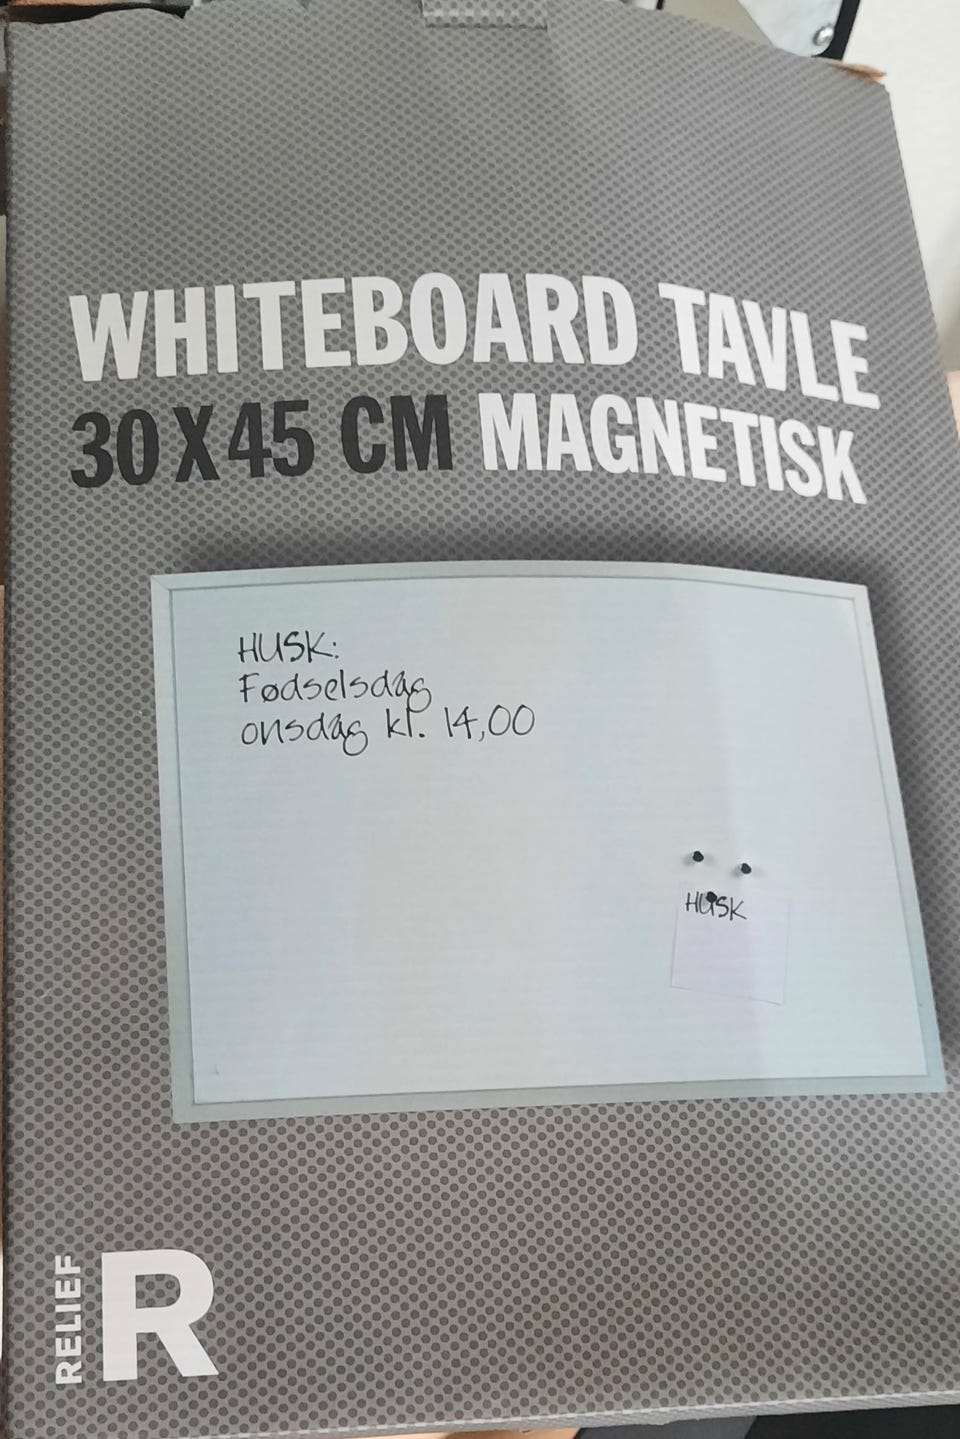 WHITEBOARD TAVLE
30 X 45 CM MAGNETISK
HUSK:
Fødselsdag
onsdag kl. 14,00
HUSK
RELIEF
R